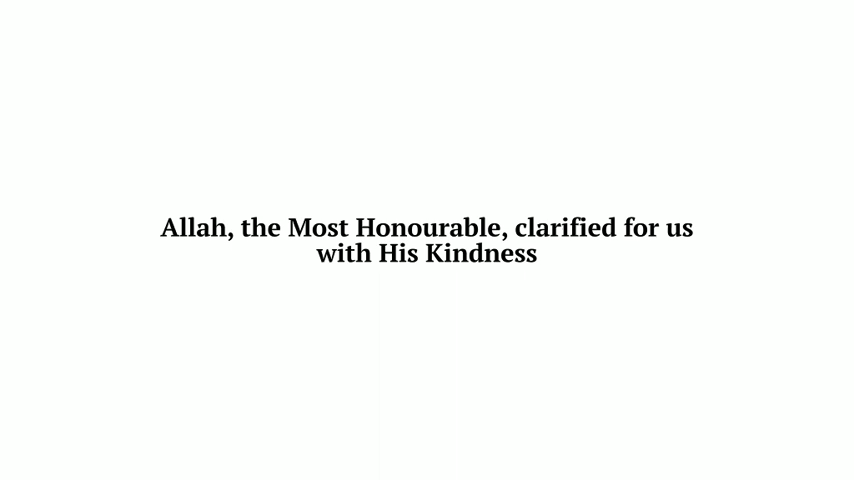 Allah, the Most Honourable, clarified for us
with His Kindness